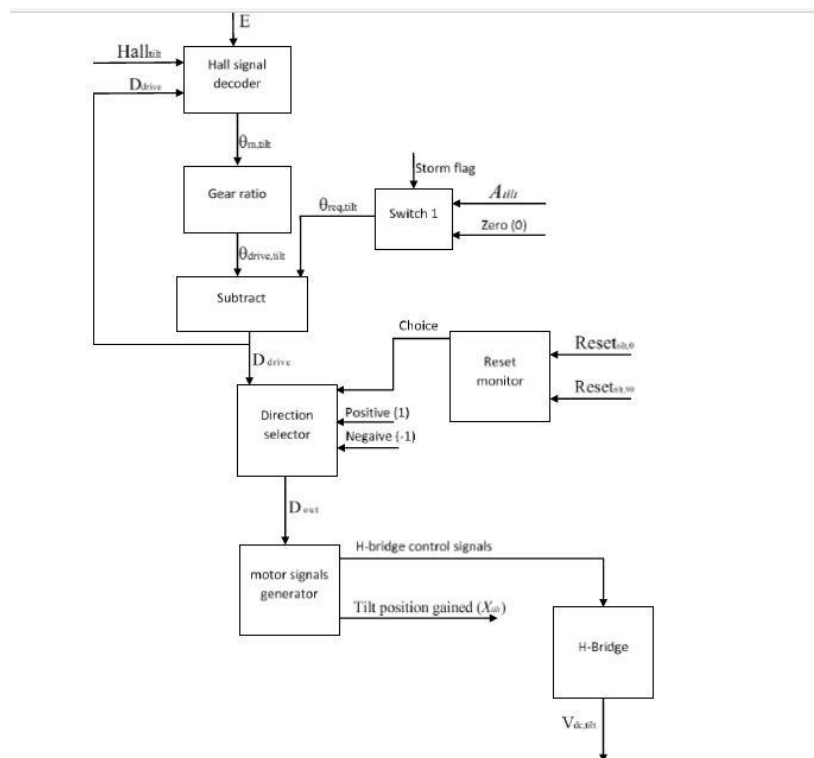 E
Hall tilt
Hall signal
decoder
D drive
θm,tilt
Gear ratio
Storm flag
Switch 1
A tilt
Zero (0)
θreq,tilt
θdrive,tilt
Subtract
Choice
D drive
Reset
monitor
Reset tilt,0
Reset tilt,90
Direction
selector
Positive (1)
Negaive (-1)
D out
H-bridge control signals
motor signals
generator
Tilt position gained (Xtilt)
H-Bridge
Vdc,tilt